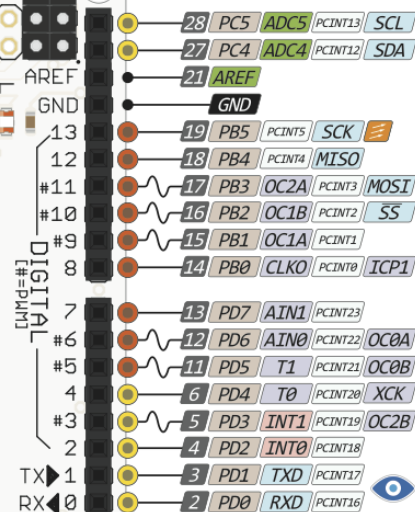 28 PC5 ADC5 PCINT13 SCL
27 PC4 ADC4 PCINT12 SDA
AREF 21 AREF
GND GND
13 19 PB5 PCINT5 SCK
12 18 PB4 PCINT4 MISO
#11 17 PB3 OC2A PCINT3 MOSI
#10 16 PB2 OC1B PCINT2 SS
#9 15 PB1 OC1A PCINT1
8 14 PB0 CLKO PCINT0 ICP1
DIGITAL
[#=PWM]
7 13 PD7 AIN1 PCINT23
#6 12 PD6 AIN0 PCINT22 OC0A
#5 11 PD5 T1 PCINT21 OC0B
4 6 PD4 T0 PCINT20 XCK
#3 5 PD3 INT1 PCINT19 OC2B
2 4 PD2 INT0 PCINT18
TX 1 3 PD1 TXD PCINT17
RX 0 2 PD0 RXD PCINT16